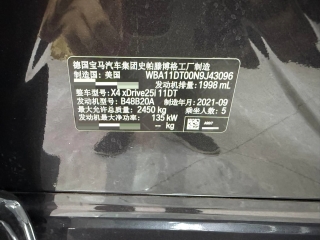 德国宝马汽车集团史帕滕博格工厂制造
制造国: 美国 WBA11DT00N9J43096
发动机排量: 1998 mL
整车型号: X4 xDrive25i 11DT
发动机型号: B48B20A 制造年月: 2021-09
最大允许总质量: 2450 kg 乘坐人数: 5
发动机最大净功率: 135 kW
-- kg